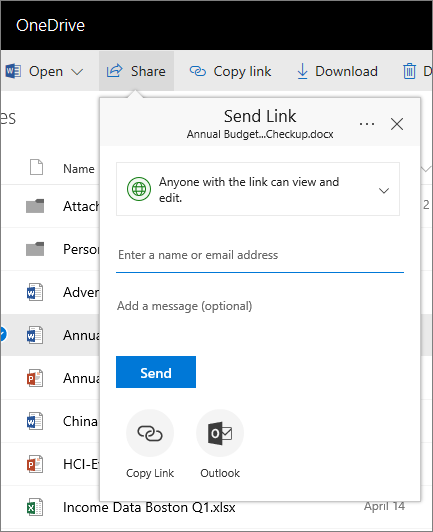 OneDrive
Open
Share
Copy link
Download
D
es
Name
Attach
Person
Adver
Annua
Annua
China
HCI-Ev
Income Data Boston Q1.xlsx
April 14
2
Send Link
Annual Budget...Checkup.docx
Anyone with the link can view and
edit.
Enter a name or email address
Add a message (optional)
Send
Copy Link
Outlook